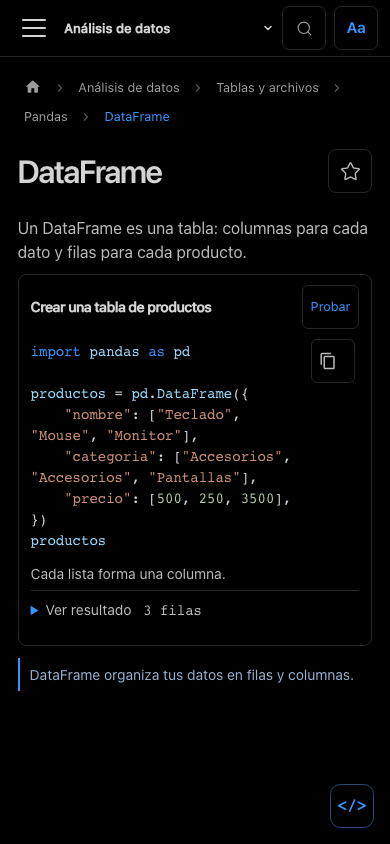 Análisis de datos
Aa
Análisis de datos
Tablas y archivos
Pandas
DataFrame
DataFrame
Un DataFrame es una tabla: columnas para cada
dato y filas para cada producto.
Crear una tabla de productos
Probar
import pandas as pd
productos = pd.DataFrame({
    "nombre": ["Teclado",
"Mouse", "Monitor"],
    "categoria": ["Accesorios",
"Accesorios", "Pantallas"],
    "precio": [500, 250, 3500],
})
productos
Cada lista forma una columna.
Ver resultado 3 filas
DataFrame organiza tus datos en filas y columnas.
</>